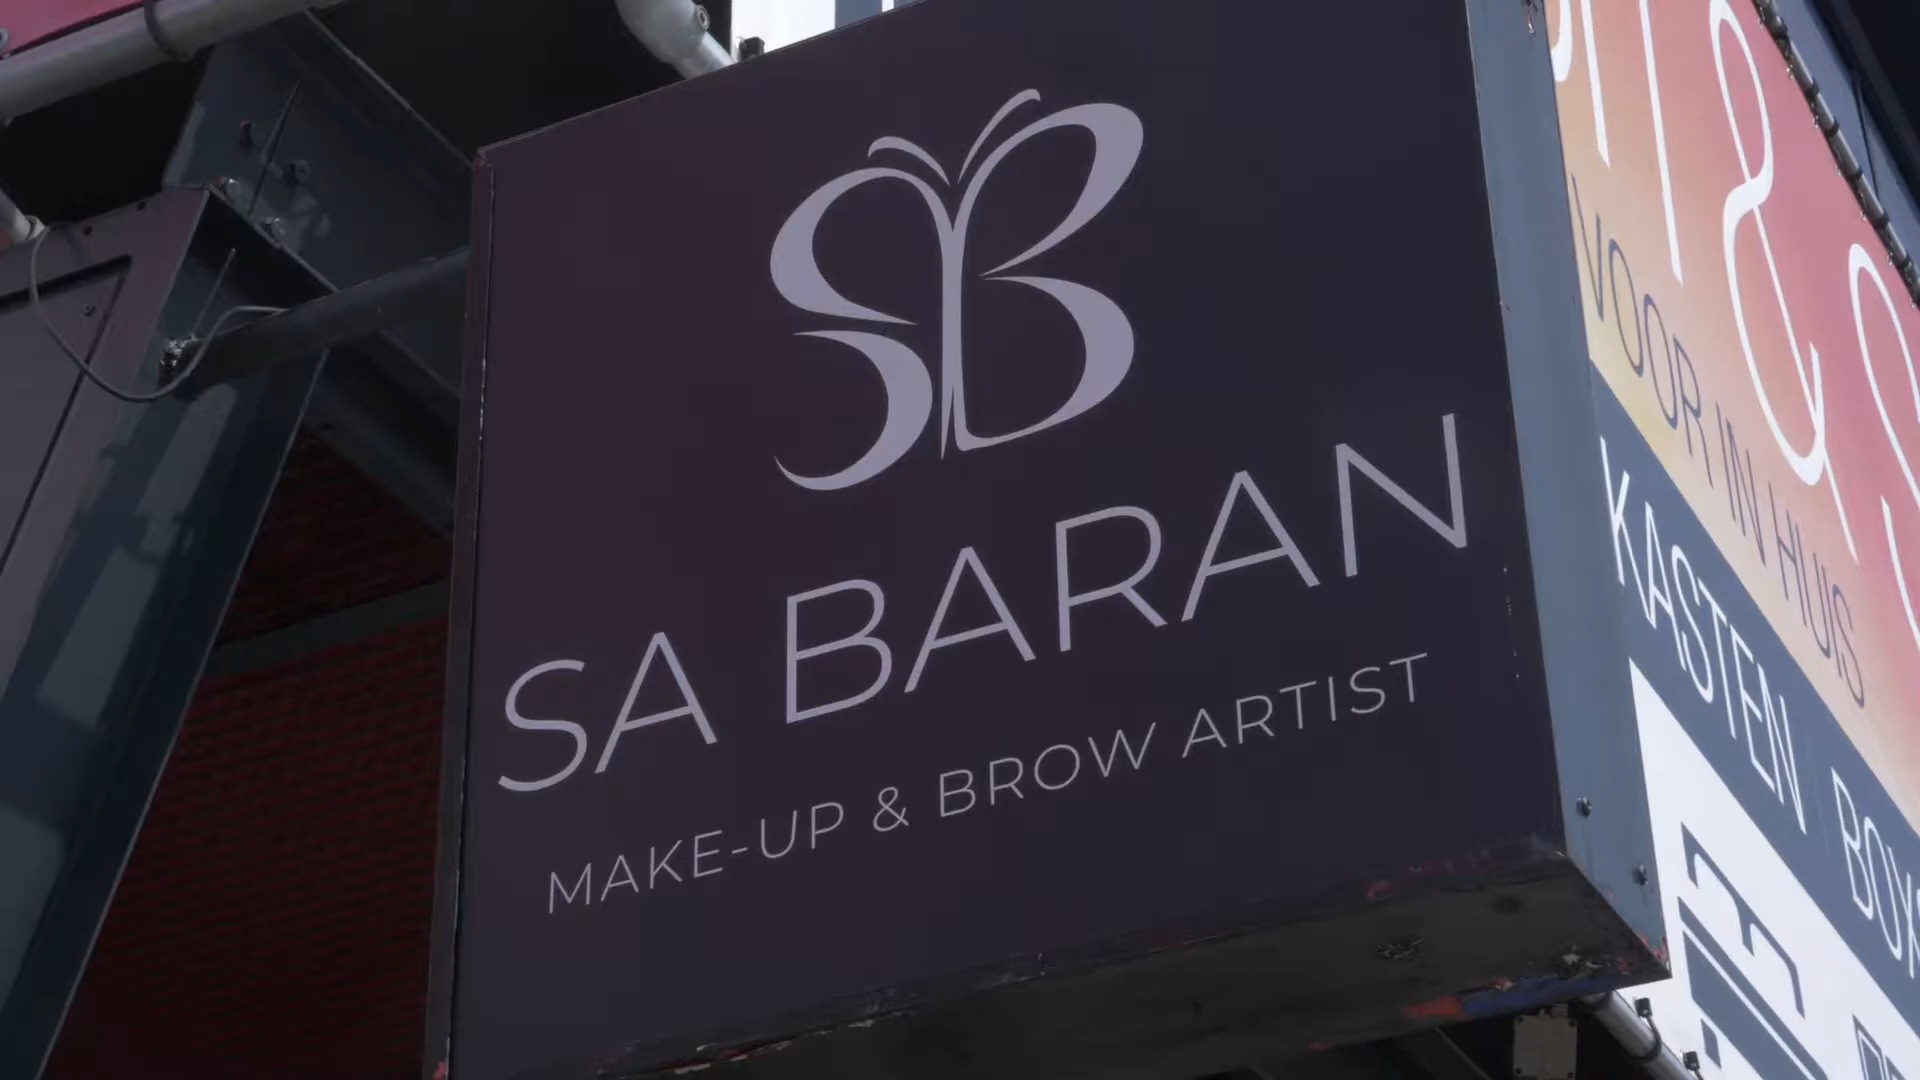 SB
SA BARAN
MAKE-UP & BROW ARTIST
VOOR IN HUIS
KASTEN